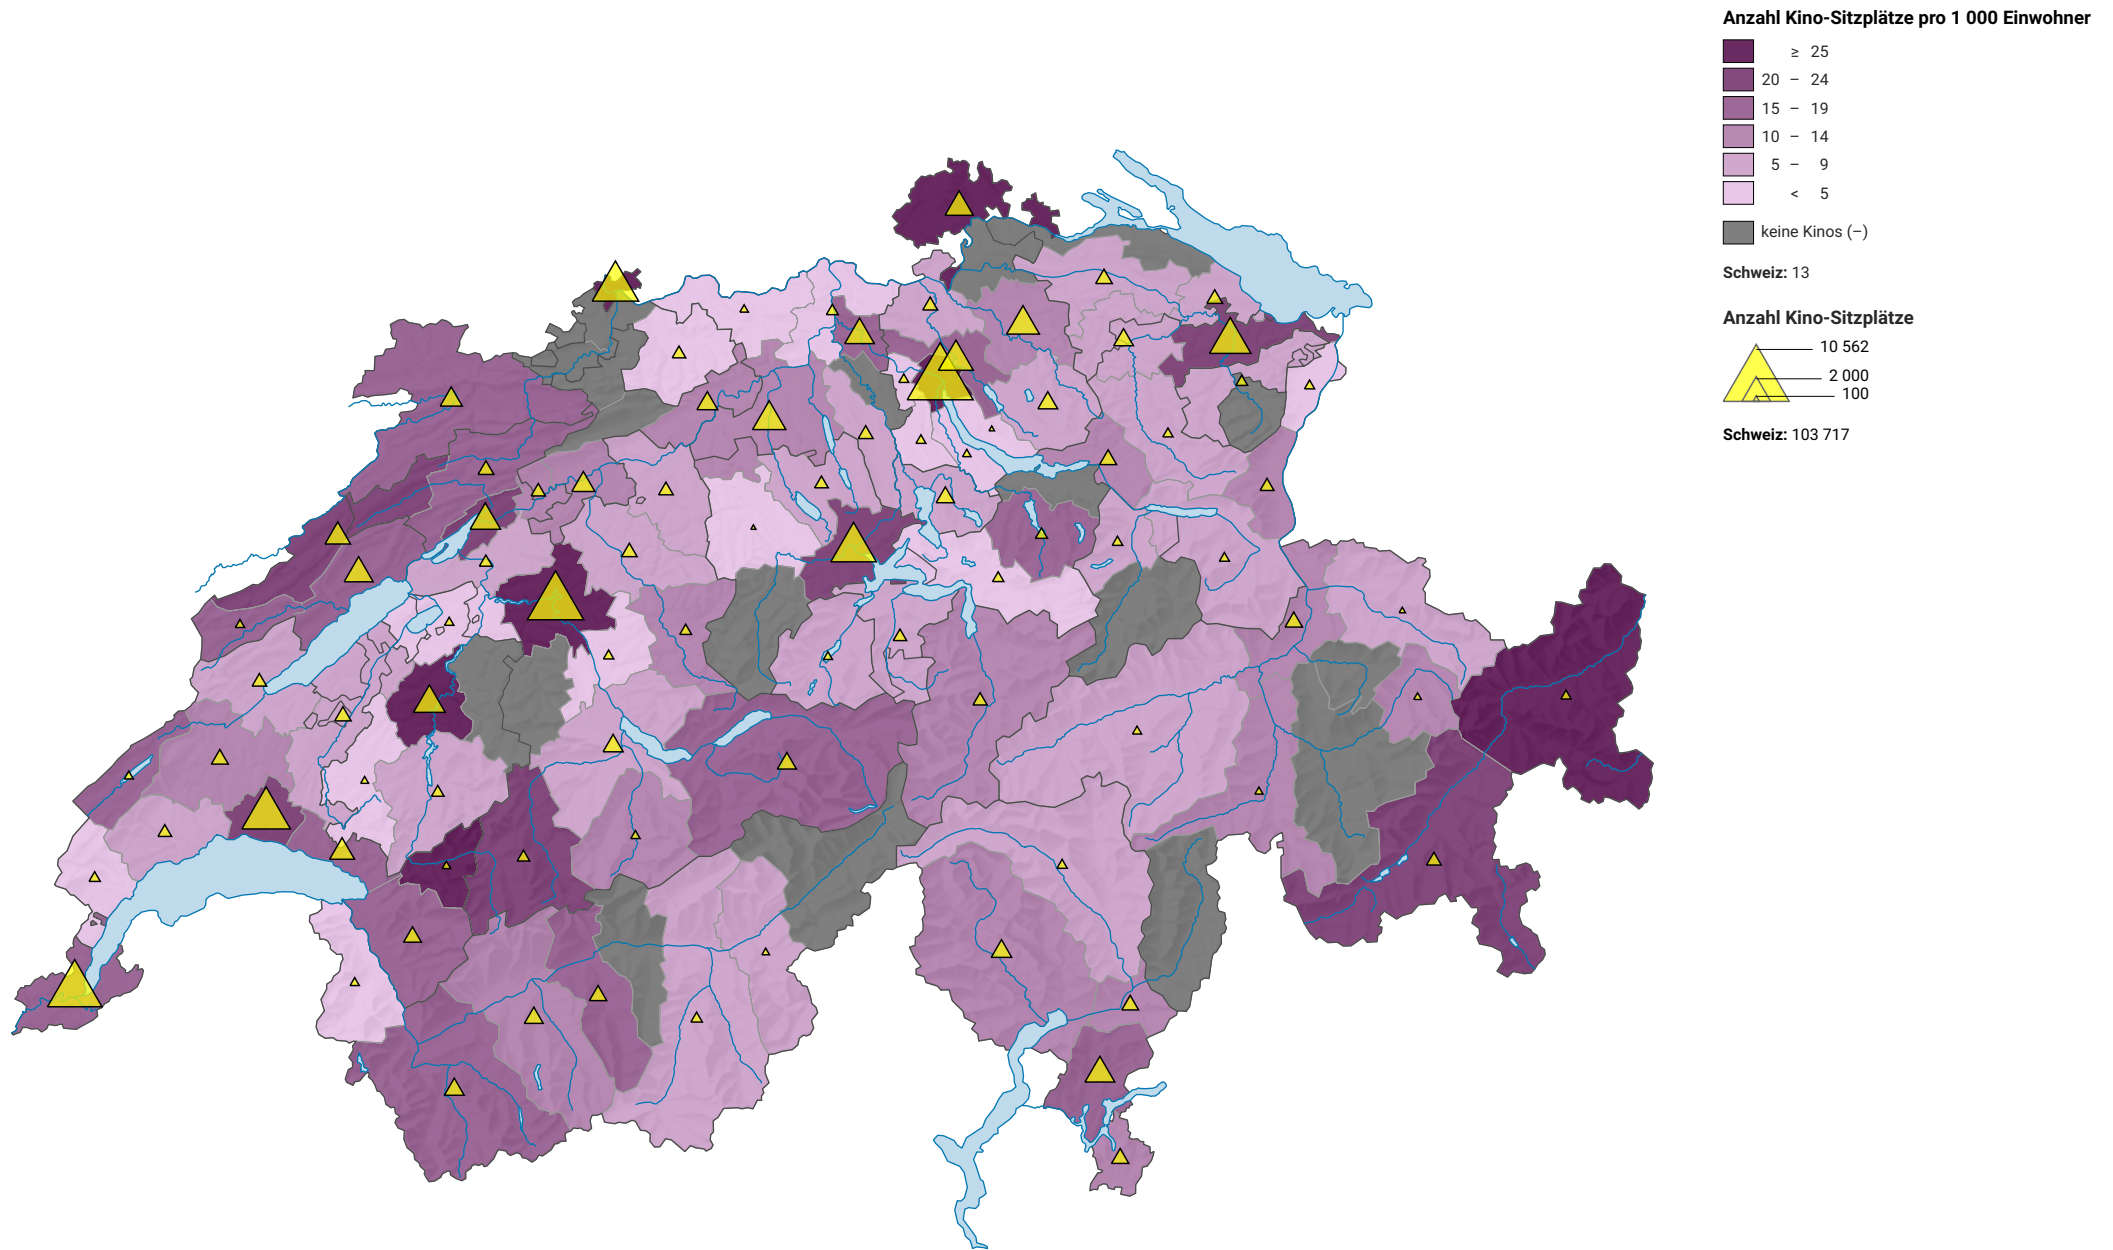 Anzahl Kino-Sitzplätze pro 1 000 Einwohner
≥ 25
20 – 24
15 – 19
10 – 14
5 – 9
< 5
keine Kinos (–)
Schweiz: 13
Anzahl Kino-Sitzplätze
10 562
2 000
100
Schweiz: 103 717